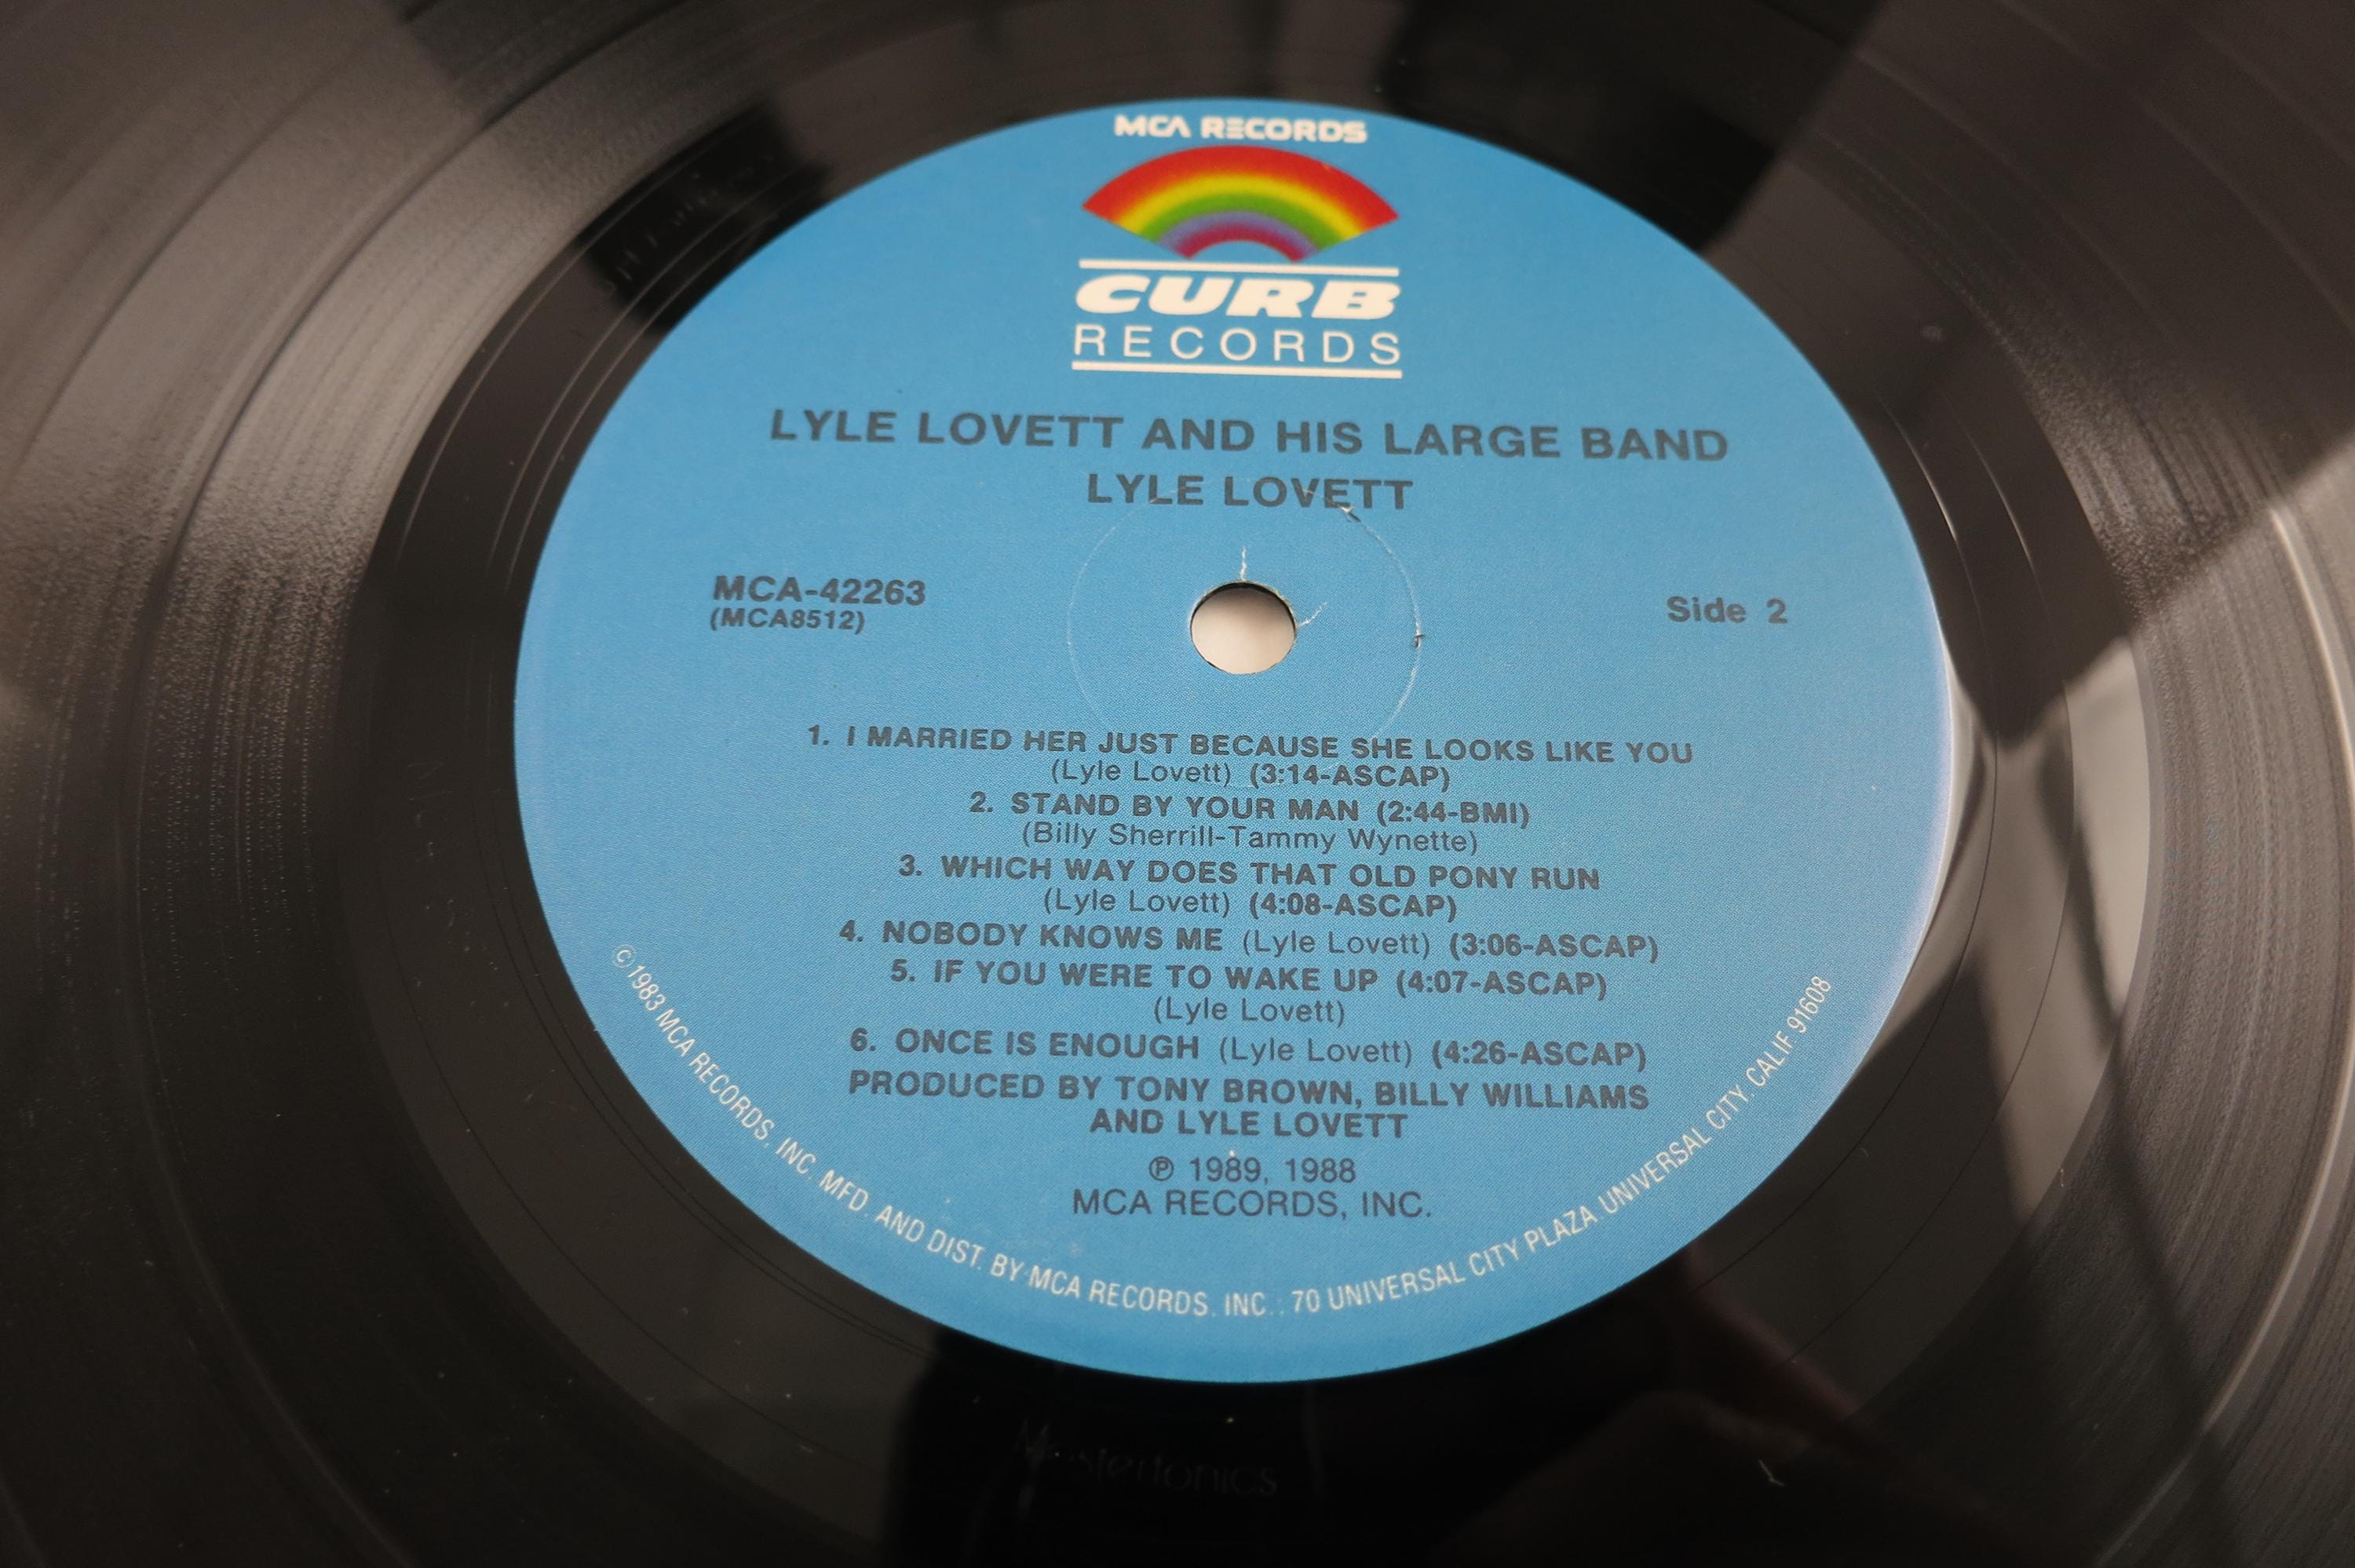 MCA RECORDS
CURB
RECORDS
LYLE LOVETT AND HIS LARGE BAND
LYLE LOVETT
MCA-42263
(MCA8512)
Side 2
1. I MARRIED HER JUST BECAUSE SHE LOOKS LIKE YOU
(Lyle Lovett) (3:14-ASCAP)
2. STAND BY YOUR MAN (2:44-BMI)
(Billy Sherrill-Tammy Wynette)
3. WHICH WAY DOES THAT OLD PONY RUN
(Lyle Lovett) (4:08-ASCAP)
4. NOBODY KNOWS ME (Lyle Lovett) (3:06-ASCAP)
5. IF YOU WERE TO WAKE UP (4:07-ASCAP)
(Lyle Lovett)
6. ONCE IS ENOUGH (Lyle Lovett) (4:26-ASCAP)
PRODUCED BY TONY BROWN, BILLY WILLIAMS
AND LYLE LOVETT
℗ 1989, 1988
MCA RECORDS, INC.
© 1983 MCA RECORDS, INC. MFD. AND DIST. BY MCA RECORDS, INC., 70 UNIVERSAL CITY PLAZA UNIVERSAL CITY, CALIF 91608
Mastertonics